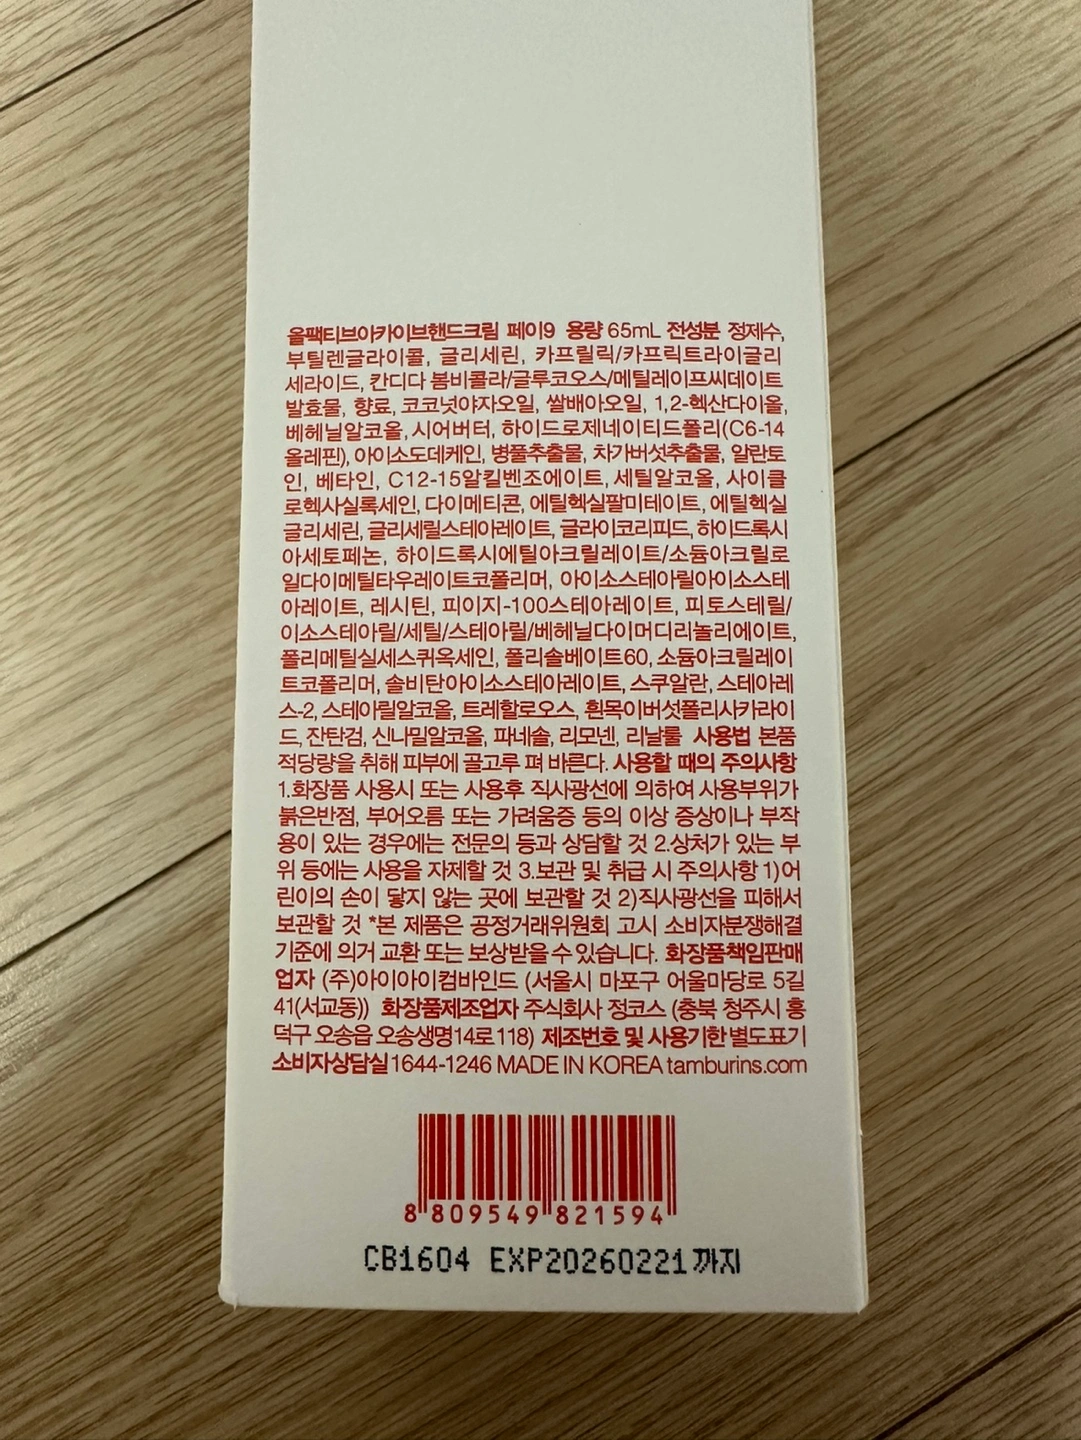 올팩티브아카이브핸드크림 페이9 용량 65mL 전성분 정제수,
부틸렌글라이콜, 글리세린, 카프릴릭/카프릭트라이글리
세라이드, 칸디다 봄비콜라/글루코오스/메틸레이프씨데이트
발효물, 향료, 코코넛야자오일, 쌀배아오일, 1,2-헥산다이올,
베헤닐알코올, 시어버터, 하이드로제네이티드폴리(C6-14
올레핀), 아이소도데케인, 병풀추출물, 차가버섯추출물, 알란토
인, 베타인, C12-15알킬벤조에이트, 세틸알코올, 사이클
로헥사실록세인, 다이메티콘, 에틸헥실팔미테이트, 에틸헥실
글리세린, 글리세릴스테아레이트, 글라이코리피드, 하이드록시
아세토페논, 하이드록시에틸아크릴레이트/소듐아크릴로
일다이메틸타우레이트코폴리머, 아이소스테아릴아이소스테
아레이트, 레시틴, 피이지-100스테아레이트, 피토스테릴/
이소스테아릴/세틸/스테아릴/베헤닐다이머디리놀리에이트,
폴리메틸실세스퀴옥세인, 폴리솔베이트60, 소듐아크릴레이
트코폴리머, 솔비탄아이소스테아레이트, 스쿠알란, 스테아레
스-2, 스테아릴알코올, 트레할로오스, 흰목이버섯폴리사카라이
드, 잔탄검, 신나밀알코올, 파네솔, 리모넨, 리날룰 사용법 본품
적당량을 취해 피부에 골고루 펴 바른다. 사용할 때의 주의사항
1.화장품 사용시 또는 사용후 직사광선에 의하여 사용부위가
붉은반점, 부어오름 또는 가려움증 등의 이상 증상이나 부작
용이 있는 경우에는 전문의 등과 상담할 것 2.상처가 있는 부
위 등에는 사용을 자제할 것 3.보관 및 취급 시 주의사항 1)어
린이의 손이 닿지 않는 곳에 보관할 것 2)직사광선을 피해서
보관할 것 *본 제품은 공정거래위원회 고시 소비자분쟁해결
기준에 의거 교환 또는 보상받을 수 있습니다. 화장품책임판매
업자 (주)아이아이컴바인드 (서울시 마포구 어울마당로 5길
41(서교동)) 화장품제조업자 주식회사 정코스 (충북 청주시 흥
덕구 오송읍 오송생명14로 118) 제조번호 및 사용기한 별도표기
소비자상담실 1644-1246 MADE IN KOREA tamburins.com
8 809549 821594
CB1604 EXP20260221까지